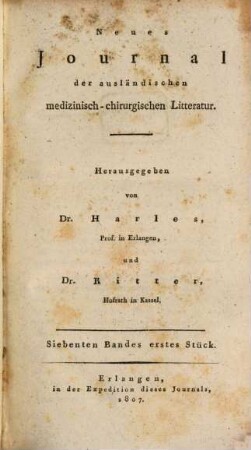 Neues
Journal
der ausländischen
medizinisch-chirurgischen Litteratur.
Herausgegeben
von
Dr. Harles,
Prof. in Erlangen,
und
Dr. Ritter,
Hofrath in Kassel.
Siebenten Bandes erstes Stück.
Erlangen,
in der Expedition dieses Journals,
1807.